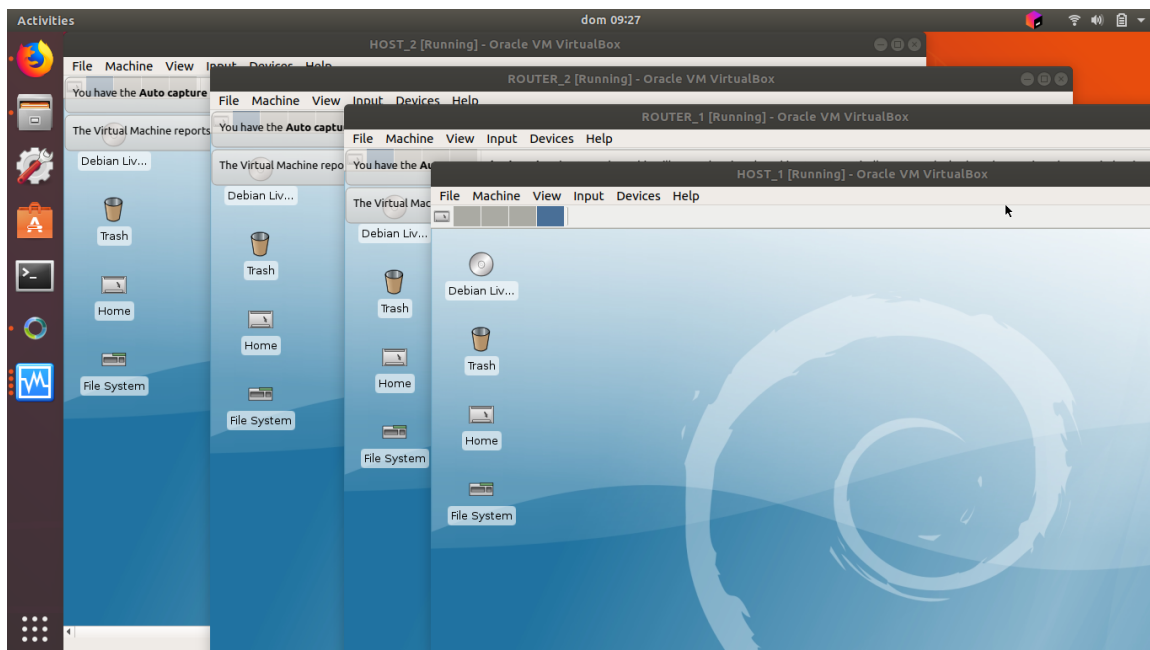 Activities
dom 09:27
HOST_2 [Running] - Oracle VM VirtualBox
File Machine View Input Devices Help
You have the Auto capture
The Virtual Machine reports
Debian Liv...
Trash
Home
File System
ROUTER_2 [Running] - Oracle VM VirtualBox
File Machine View Input Devices Help
You have the Auto captu
The Virtual Machine repo
Debian Liv...
Trash
Home
File System
ROUTER_1 [Running] - Oracle VM VirtualBox
File Machine View Input Devices Help
You have the Au
The Virtual Mac
Debian Liv...
Trash
Home
File System
HOST_1 [Running] - Oracle VM VirtualBox
File Machine View Input Devices Help
Debian Liv...
Trash
Home
File System